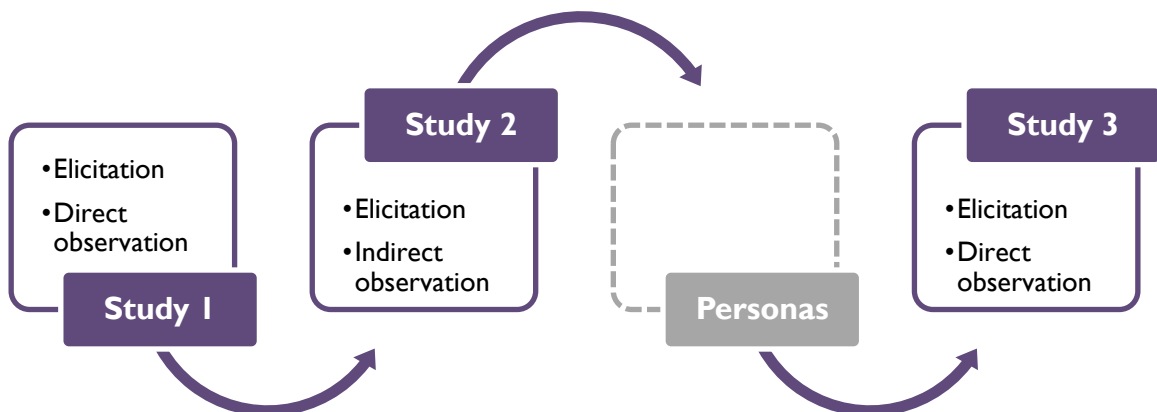 •Elicitation
•Direct
observation
Study 1
Study 2
•Elicitation
•Indirect
observation
Personas
Study 3
•Elicitation
•Direct
observation